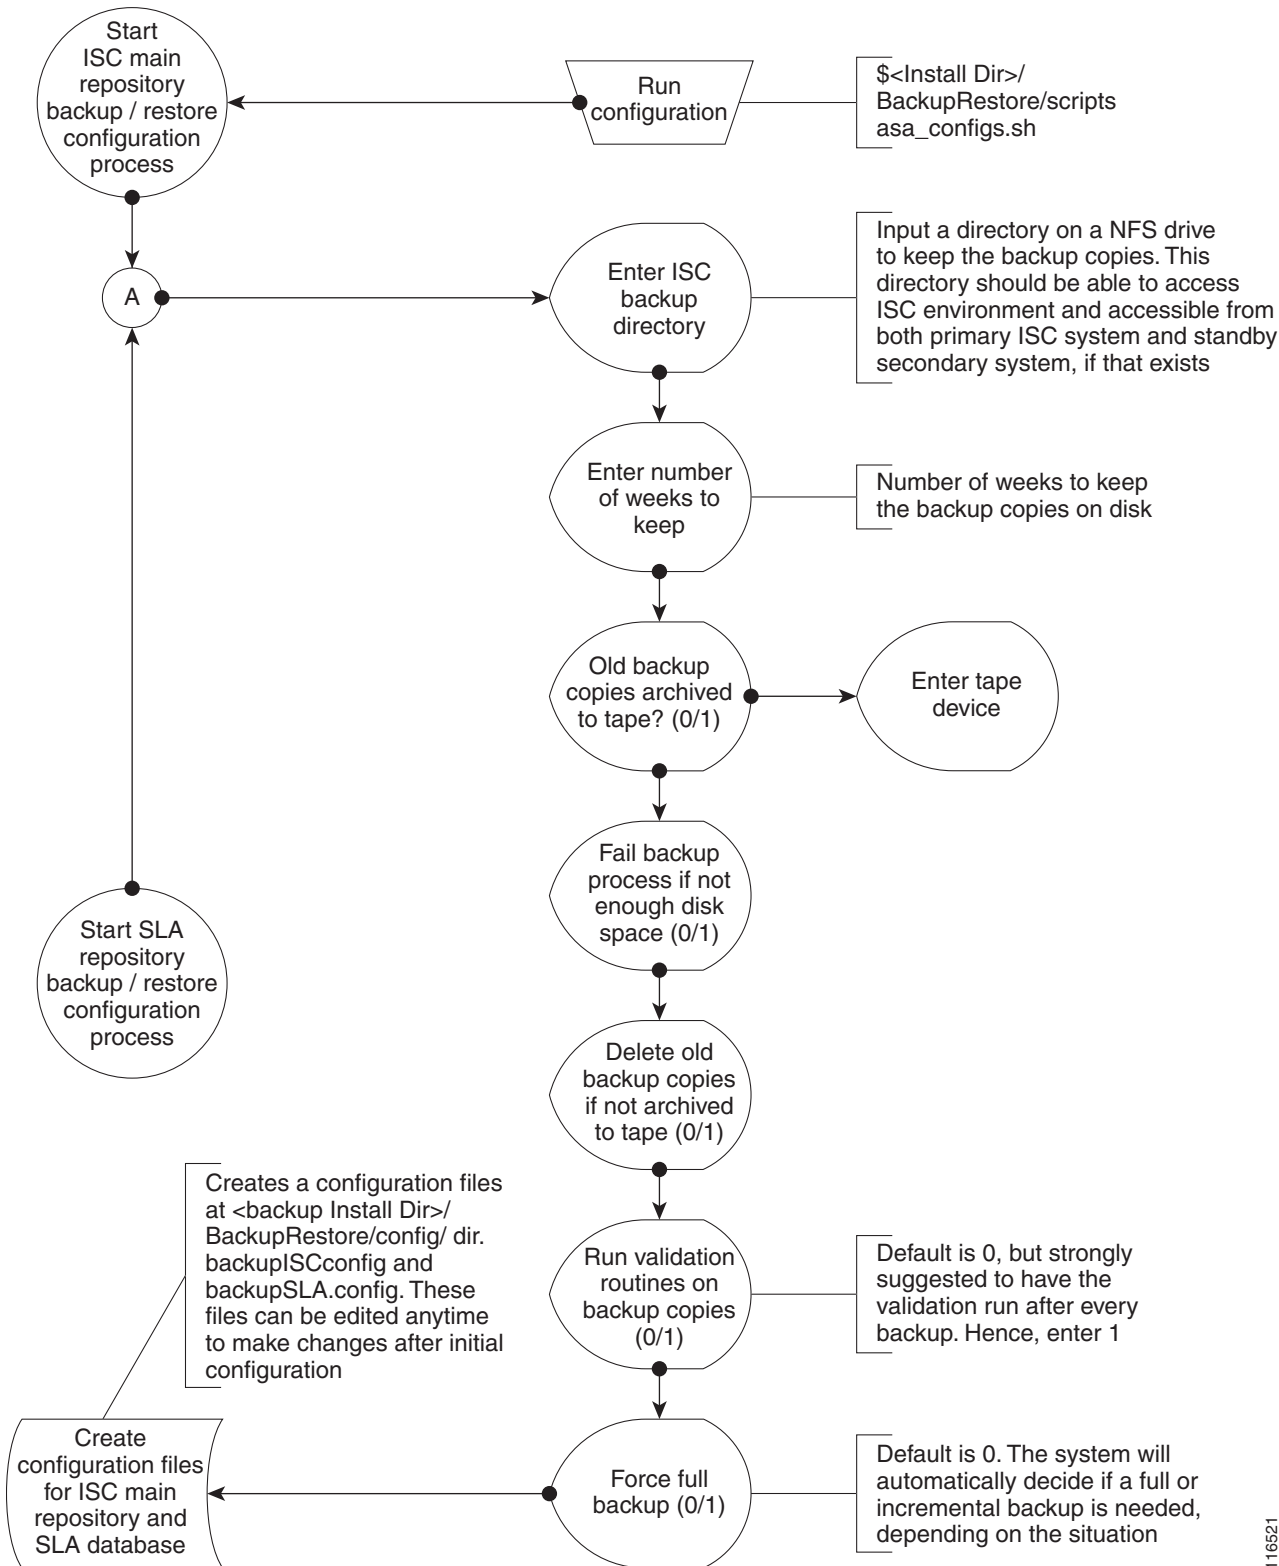 Start
ISC main
repository
backup / restore
configuration
process
Run
configuration
$<Install Dir>/
BackupRestore/scripts
asa_configs.sh
A
Enter ISC
backup
directory
Input a directory on a NFS drive
to keep the backup copies. This
directory should be able to access
ISC environment and accessible from
both primary ISC system and standby
secondary system, if that exists
Enter number
of weeks to
keep
Number of weeks to keep
the backup copies on disk
Old backup
copies archived
to tape? (0/1)
Enter tape
device
Fail backup
process if not
enough disk
space (0/1)
Start SLA
repository
backup / restore
configuration
process
Delete old
backup copies
if not archived
to tape (0/1)
Creates a configuration files
at <backup Install Dir>/
BackupRestore/config/ dir.
backupISCconfig and
backupSLA.config. These
files can be edited anytime
to make changes after initial
configuration
Run validation
routines on
backup copies
(0/1)
Default is 0, but strongly
suggested to have the
validation run after every
backup. Hence, enter 1
Create
configuration files
for ISC main
repository and
SLA database
Force full
backup (0/1)
Default is 0. The system will
automatically decide if a full or
incremental backup is needed,
depending on the situation
116521